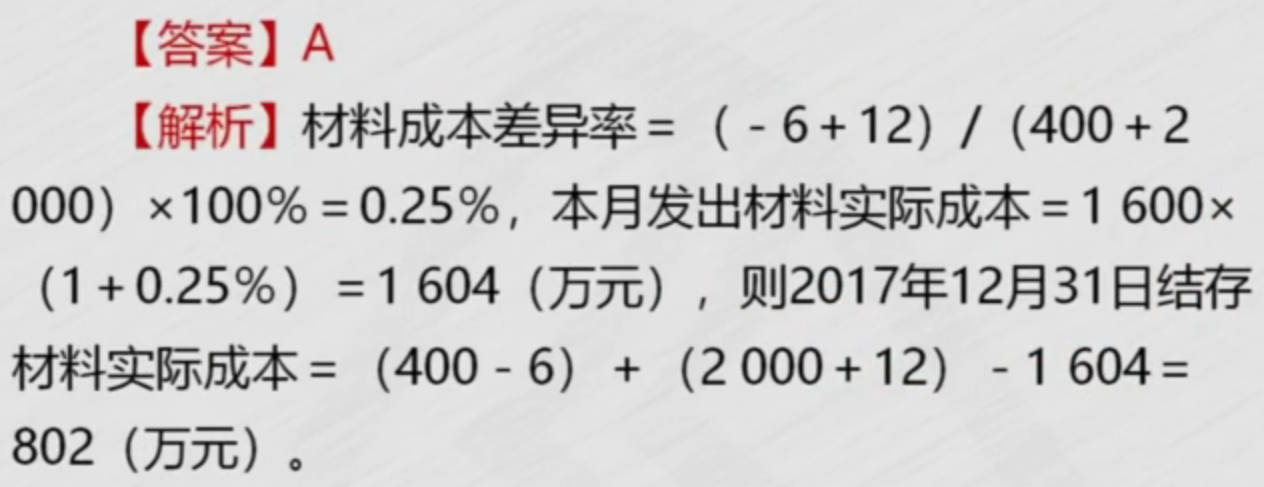 【答案】A
【解析】材料成本差异率=（-6+12）/（400+2
000）×100%=0.25%，本月发出材料实际成本=1 600×
（1+0.25%）=1 604（万元），则2017年12月31日结存
材料实际成本=（400-6）+（2 000+12）-1 604=
802（万元）。